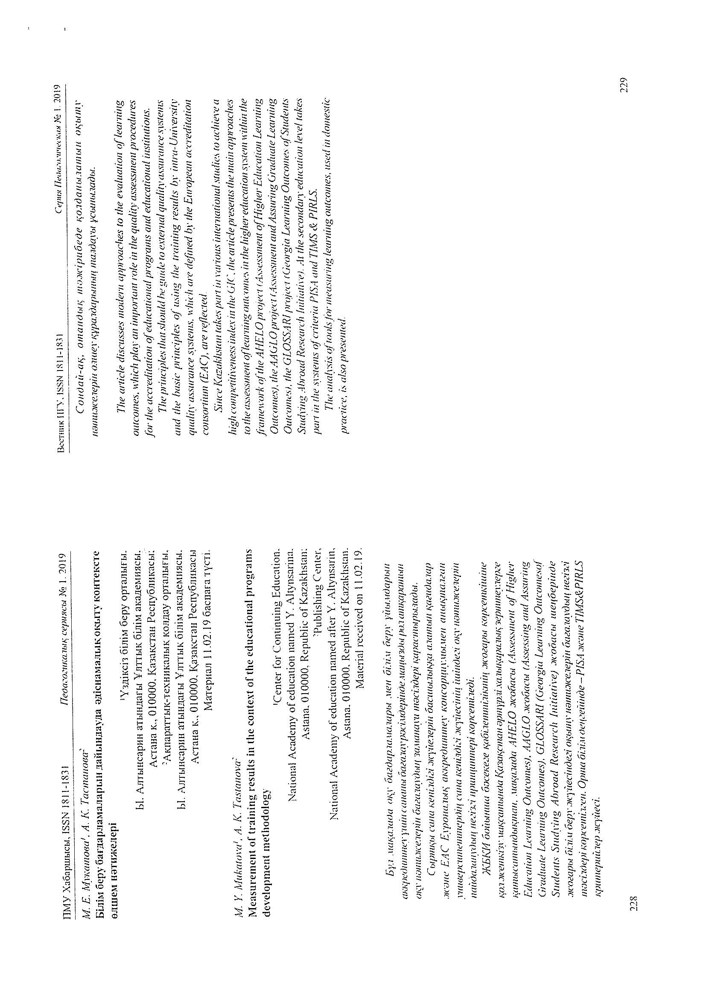 ПМУ Хабаршысы, ISSN 1811-1831 Педагогикалық сериясы № 1. 2019
М. Е. Мукатова¹, А. К. Тастанова²
Білім беру бағдарламаларын дайындауда әдіснамалық оқыту контексте
өлшем нәтижелері
¹Үздіксіз білім беру орталығы,
Ы. Алтынсарин атындағы Ұлттық білім академиясы,
Астана к., 010000, Казакстан Республикасы;
²Акпараттык-техникалык колдау орталығы,
Ы. Алтынсарин атындағы Ұлттық білім академиясы,
Астана к., 010000, Қазакстан Республикасы
Материал 11.02.19 баспаға түсті.
M. Y. Mukatova¹, A. K. Tastanova²
Measurement of training results in the context of the educational programs
development methodology
¹Center for Continuing Education,
National Academy of education named Y. Altynsarina,
Astana, 010000, Republic of Kazakhstan;
²Publishing Center,
National Academy of education named after Y. Altynsarin,
Astana, 010000, Republic of Kazakhstan.
Material received on 11.02.19.
Бұл мақалада оқу бағдарламалары мен білім беру ұйымдарын
аккредиттеу үшін сапаны бағалау рәсімдерінде маңызды рөл атқаратын
оқу нәтижелерін бағалаудың заманауи тәсілдері қарастырылады.
Сыртқы сапа кепілдігі жүйелерін басшылыққа алатын қағидалар
және ЕАС Еуропалық аккредиттеу консорциумымен анықталған
университеттердің сапа кепілдігі жүйесінің ішіндегі оқу нәтижелерін
пайдаланудың негізгі принциптері көрсетіледі.
ЖБКИ бойынша бәсекеге қабілеттіліктің жоғары көрсеткішіне
қол жеткізу мақсатында Қазақстан әртүрлі халықаралық зерттеулерге
қатысатындықтан, мақалада AHELO жобасы (Assessment of Higher
Education Learning Outcomes), AAGLO жобасы (Assessing and Assuring
Graduate Learning Outcomes), GLOSSARI (Georgia Learning Outcomesof
Students Studying Abroad Research Initiative) жобасы шеңберінде
жоғары білім беру жүйесіндегі оқыту нәтижелерін бағалаудың негізгі
тәсілдері көрсетілген. Орта білім деңгейінде – PISA және TIMS&PIRLS
критерийлер жүйесі.
228
Вестник ПГУ, ISSN 1811-1831 Серия Педагогическая № 1. 2019
Сондай-ақ, отандық тәжірибеде қолданылатын оқыту
нәтижелерін өлшеу құралдарының талдауы ұсынылады.
The article discusses modern approaches to the evaluation of learning
outcomes, which play an important role in the quality assessment procedures
for the accreditation of educational programs and educational institutions.
The principles that should be guide to external quality assurance systems
and the basic principles of using the training results by intra-University
quality assurance systems, which are defined by the European accreditation
consortium (EAC), are reflected.
Since Kazakhstan takes part in various international studies to achieve a
high competitiveness index in the GIC, the article presents the main approaches
to the assessment of learning outcomes in the higher education system within the
framework of the AHELO project (Assessment of Higher Education Learning
Outcomes), the AAGLO project (Assessment and Assuring Graduate Learning
Outcomes), the GLOSSARI project (Georgia Learning Outcomes of Students
Studying Abroad Research Initiative). At the secondary education level takes
part in the systems of criteria PISA and TIMS & PIRLS.
The analysis of tools for measuring learning outcomes, used in domestic
practice, is also presented.
229